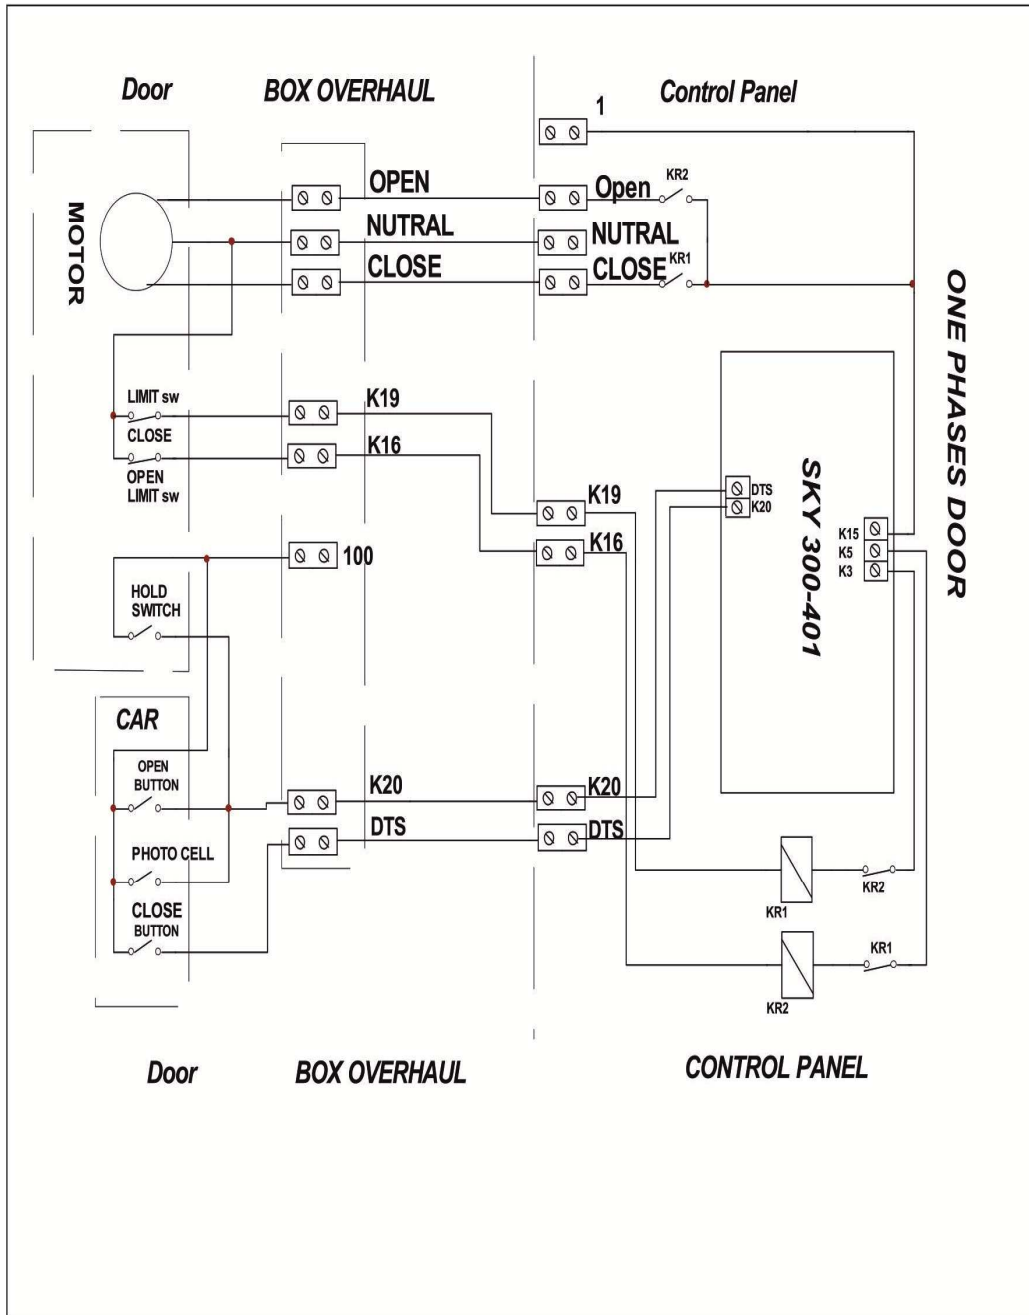 Door
BOX OVERHAUL
Control Panel
1
MOTOR
OPEN
NUTRAL
CLOSE
Open
KR2
NUTRAL
CLOSE
KR1
ONE PHASES DOOR
LIMIT sw
CLOSE
OPEN
LIMIT sw
K19
K16
K19
K16
DTS
K20
SKY 300-401
K15
K5
K3
100
HOLD
SWITCH
CAR
OPEN
BUTTON
PHOTO CELL
CLOSE
BUTTON
K20
DTS
K20
DTS
KR1
KR2
KR2
KR1
Door
BOX OVERHAUL
CONTROL PANEL